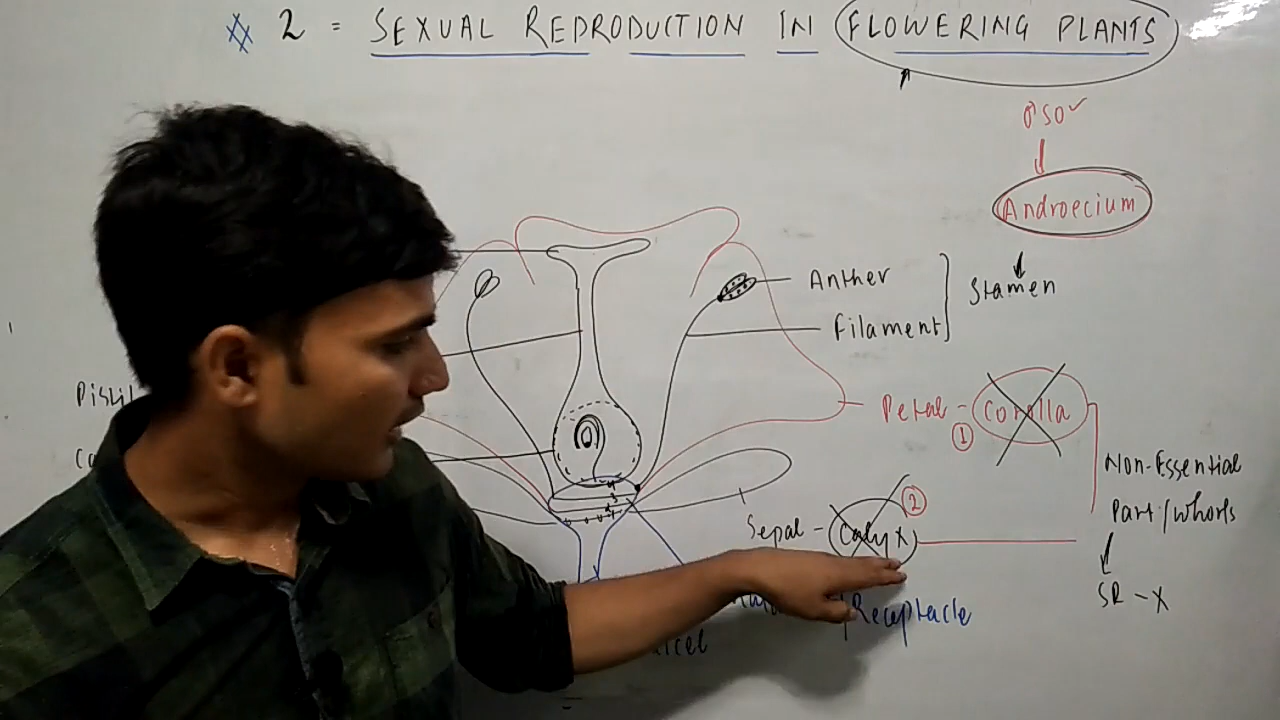 2 = SEXUAL REPRODUCTION IN FLOWERING PLANTS
Androecium
Anther
Stamen
filament
Petal - Corolla
1
Non-Essential
Part/whorls
2
Sepal - Calyx
SR - X
Receptacle